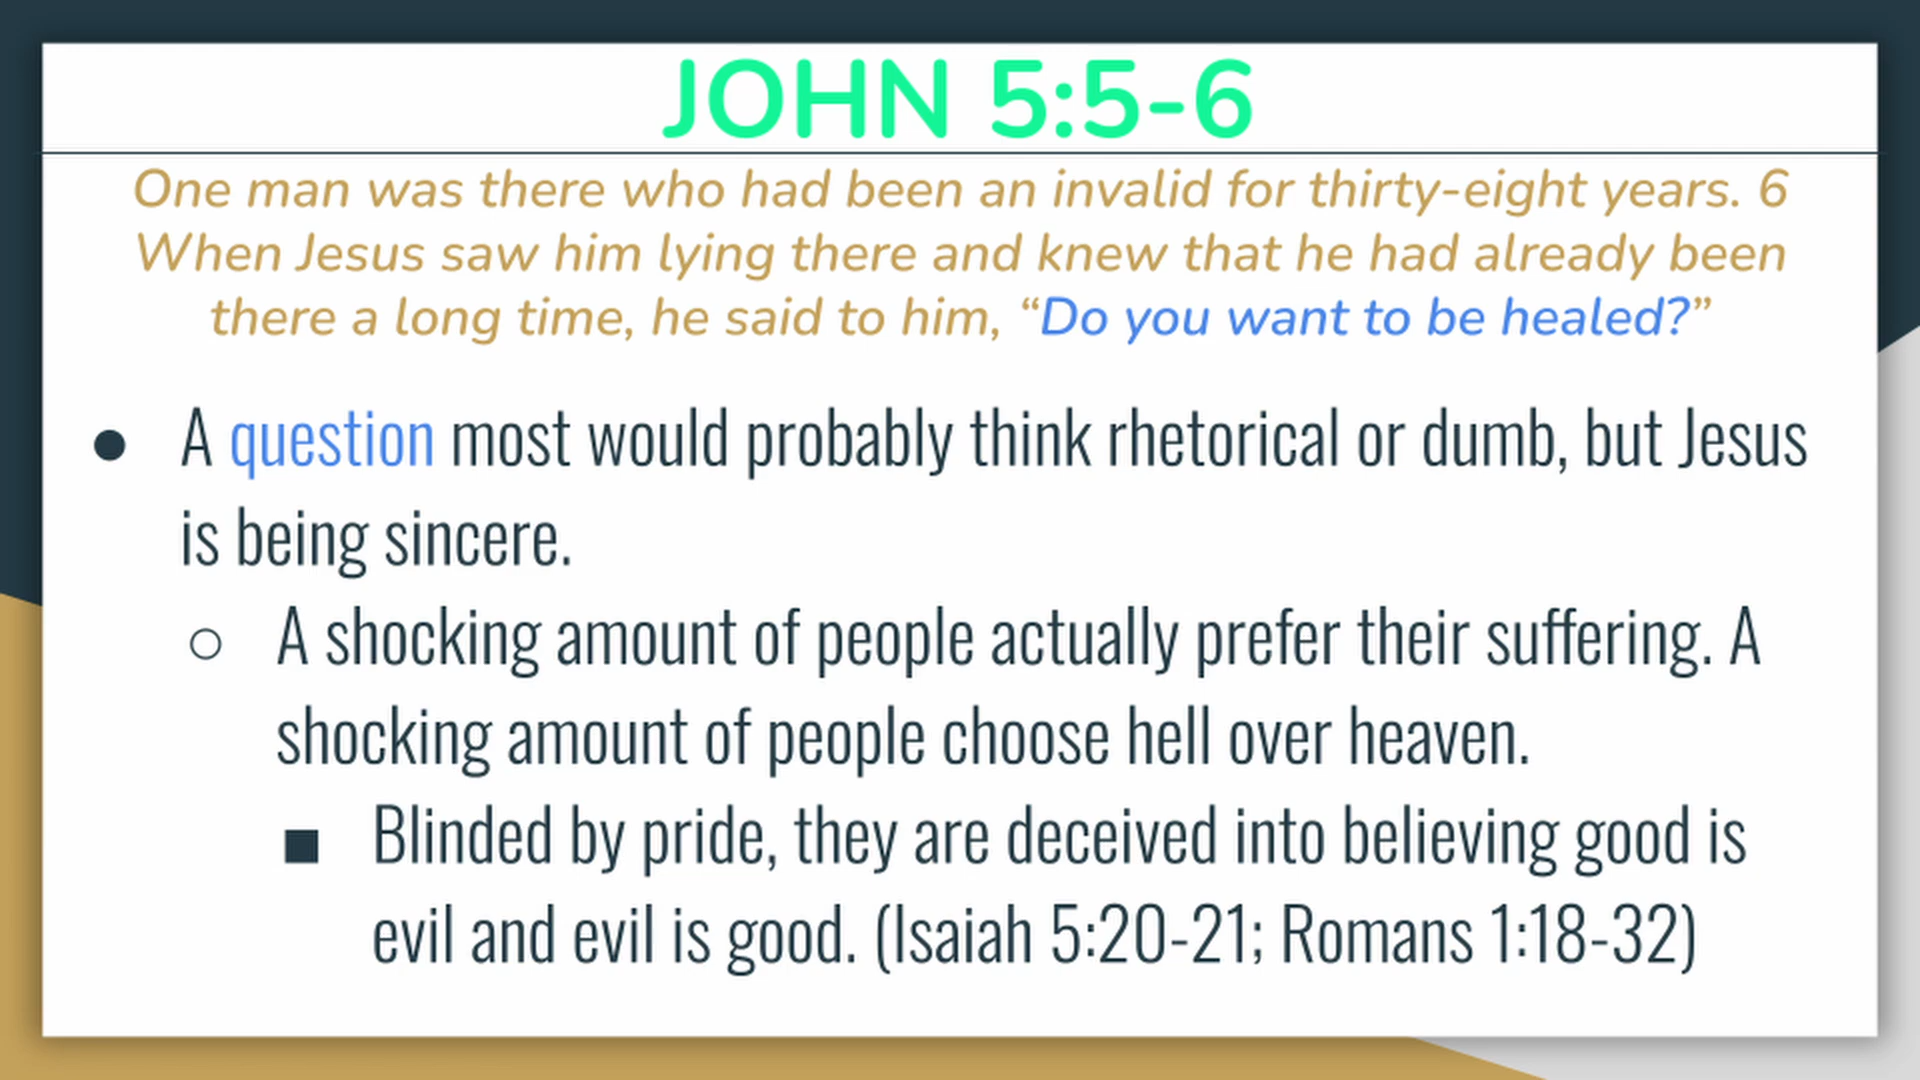 JOHN 5:5-6
One man was there who had been an invalid for thirty-eight years. 6
When Jesus saw him lying there and knew that he had already been
there a long time, he said to him, “Do you want to be healed?”
● A question most would probably think rhetorical or dumb, but Jesus
is being sincere.
○ A shocking amount of people actually prefer their suffering. A
shocking amount of people choose hell over heaven.
■ Blinded by pride, they are deceived into believing good is
evil and evil is good. (Isaiah 5:20-21; Romans 1:18-32)